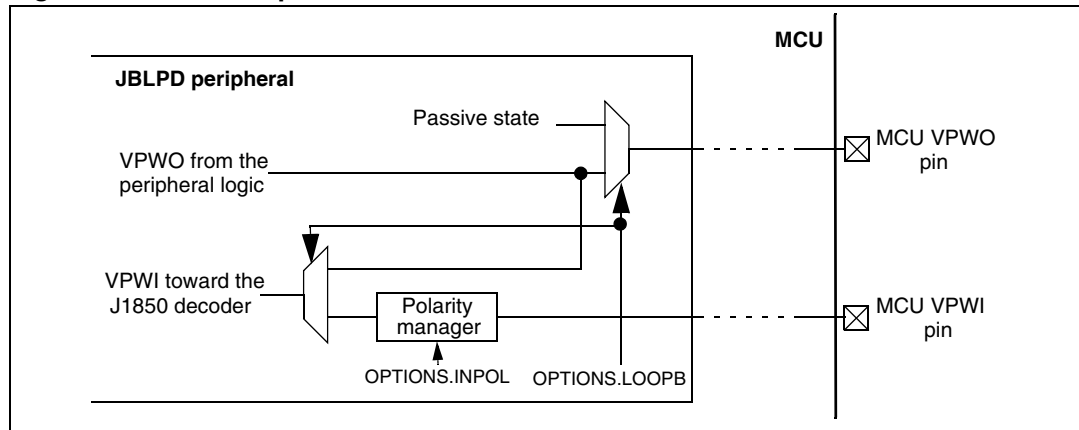 MCU
JBLPD peripheral
Passive state
MCU VPWO
pin
VPWO from the
peripheral logic
VPWI toward the
J1850 decoder
Polarity
manager
MCU VPWI
pin
OPTIONS.INPOL
OPTIONS.LOOPB